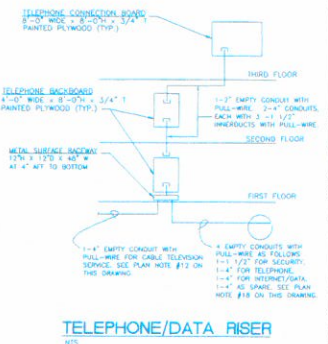 TELEPHONE CONNECTION BOARD
8'-0" WIDE x 8'-0"H x 3/4" T
PAINTED PLYWOOD (TYP.)
THIRD FLOOR
TELEPHONE BACKBOARD
4'-0" WIDE x 8'-0"H x 3/4" T
PAINTED PLYWOOD (TYP.)
1-3" EMPTY CONDUIT WITH
PULL-WIRE. 2-4" CONDUITS,
EACH WITH 3 -1 1/2"
INNERDUCTS WITH PULL-WIRE
SECOND FLOOR
METAL SURFACE RACEWAY
12"H x 12"D x 48" W
AT 4" AFF TO BOTTOM
FIRST FLOOR
1-4" EMPTY CONDUIT WITH
PULL-WIRE FOR CABLE TELEVISION
SERVICE. SEE PLAN NOTE #12 ON
THIS DRAWING.
4 EMPTY CONDUITS WITH
PULL-WIRE AS FOLLOWS
1-1 1/2" FOR SECURITY.
1-4" FOR TELEPHONE.
1-4" FOR INTERNET/DATA.
1-4" AS SPARE. SEE PLAN
NOTE #18 ON THIS DRAWING.
TELEPHONE/DATA RISER
NTS